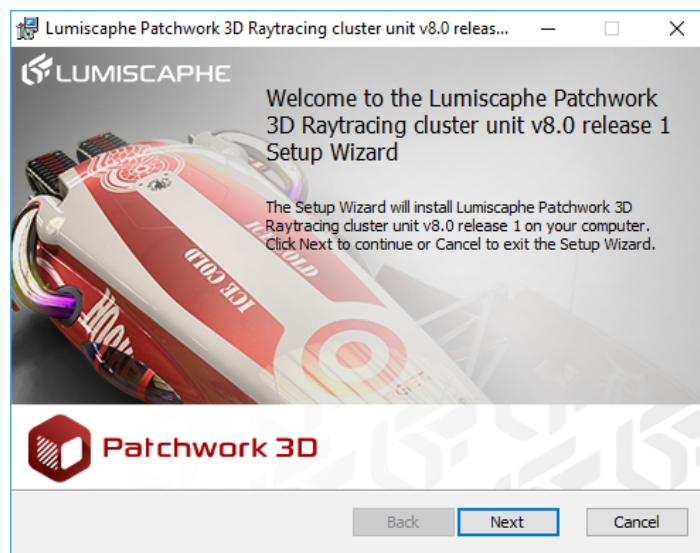 Lumiscaphe Patchwork 3D Raytracing cluster unit v8.0 releas...
LUMISCAPHE
Welcome to the Lumiscaphe Patchwork
3D Raytracing cluster unit v8.0 release 1
Setup Wizard
The Setup Wizard will install Lumiscaphe Patchwork 3D
Raytracing cluster unit v8.0 release 1 on your computer.
Click Next to continue or Cancel to exit the Setup Wizard.
ICE COLD
Patchwork 3D
Back
Next
Cancel